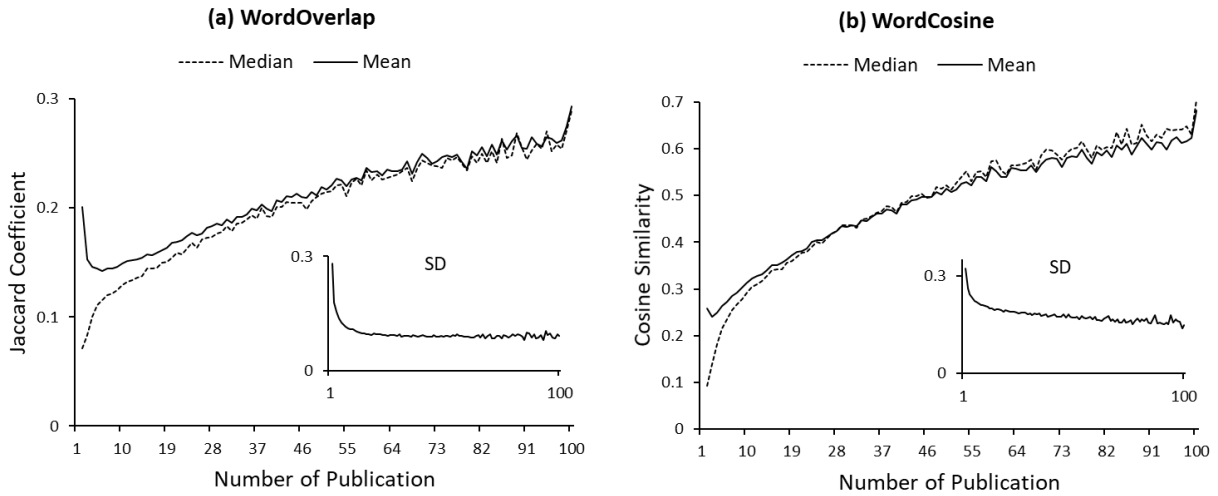 (a) WordOverlap
Median Mean
0.3
0.2
0.1
0
Jaccard Coefficient
0.3
SD
0
1 100
1 10 19 28 37 46 55 64 73 82 91 100
Number of Publication
(b) WordCosine
Median Mean
0.7
0.6
0.5
0.4
0.3
0.2
0.1
0
Cosine Similarity
0.3
SD
0
1 100
1 10 19 28 37 46 55 64 73 82 91 100
Number of Publication